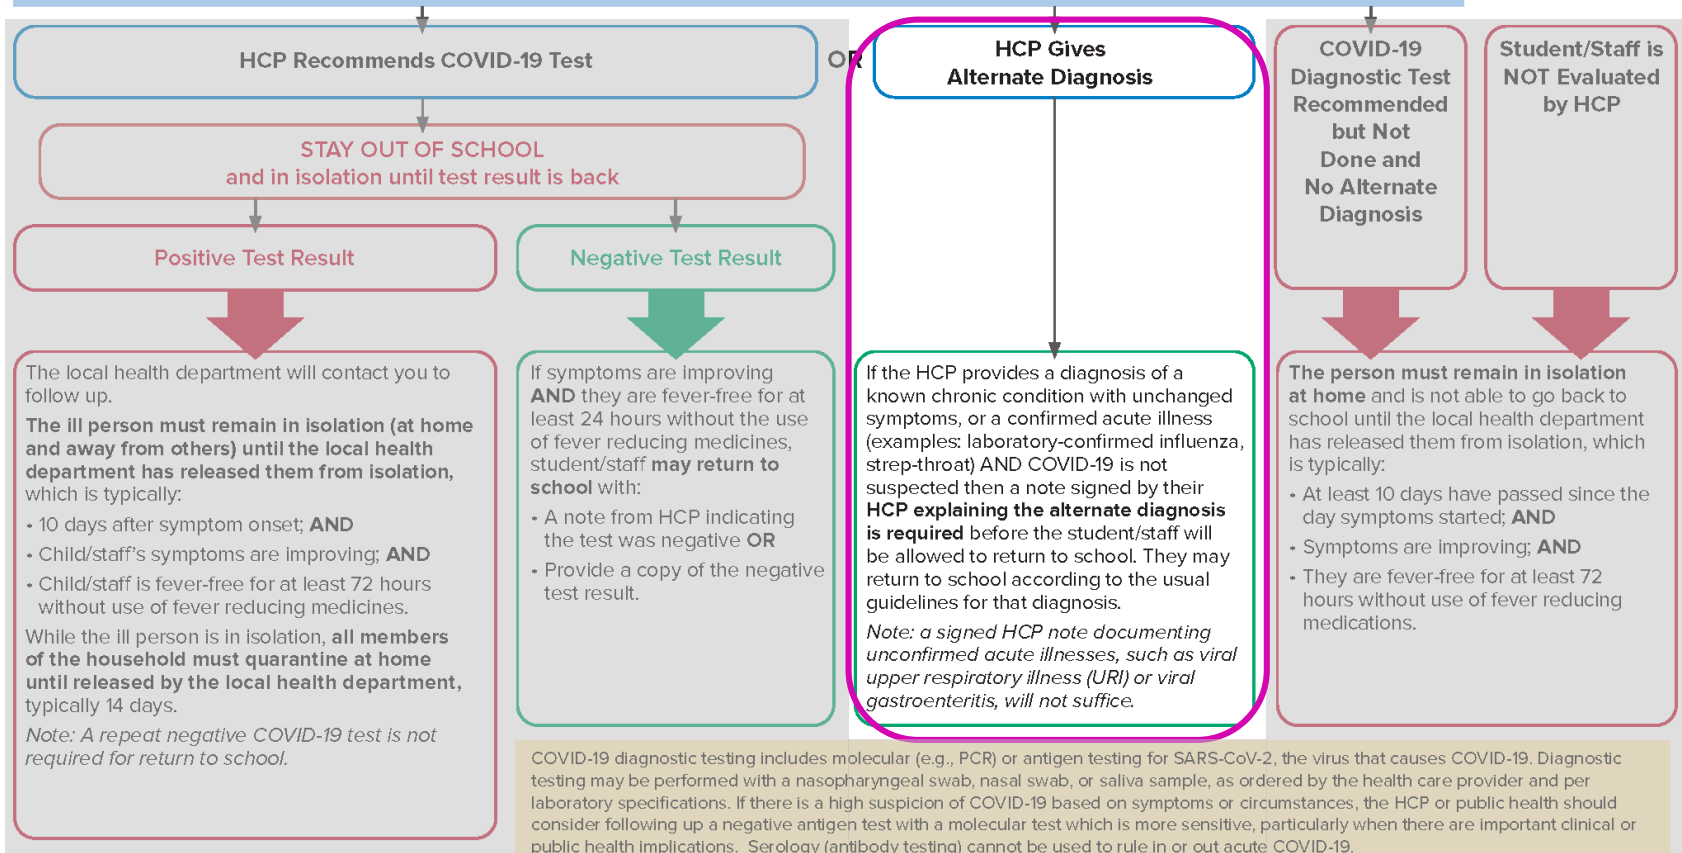 HCP Recommends COVID-19 Test
OR
HCP Gives
Alternate Diagnosis
COVID-19
Diagnostic Test
Recommended
but Not
Done and
No Alternate
Diagnosis
Student/Staff is
NOT Evaluated
by HCP
STAY OUT OF SCHOOL
and in isolation until test result is back
Positive Test Result
Negative Test Result
The local health department will contact you to
follow up.
The ill person must remain in isolation (at home
and away from others) until the local health
department has released them from isolation,
which is typically:
• 10 days after symptom onset; AND
• Child/staff's symptoms are improving; AND
• Child/staff is fever-free for at least 72 hours
without use of fever reducing medicines.
While the ill person is in isolation, all members
of the household must quarantine at home
until released by the local health department,
typically 14 days.
Note: A repeat negative COVID-19 test is not
required for return to school.
If symptoms are improving
AND they are fever-free for at
least 24 hours without the use
of fever reducing medicines,
student/staff may return to
school with:
• A note from HCP indicating
the test was negative OR
• Provide a copy of the negative
test result.
If the HCP provides a diagnosis of a
known chronic condition with unchanged
symptoms, or a confirmed acute illness
(examples: laboratory-confirmed influenza,
strep-throat) AND COVID-19 is not
suspected then a note signed by their
HCP explaining the alternate diagnosis
is required before the student/staff will
be allowed to return to school. They may
return to school according to the usual
guidelines for that diagnosis.
Note: a signed HCP note documenting
unconfirmed acute illnesses, such as viral
upper respiratory illness (URI) or viral
gastroenteritis, will not suffice.
The person must remain in isolation
at home and is not able to go back to
school until the local health department
has released them from isolation, which
is typically:
• At least 10 days have passed since the
day symptoms started; AND
• Symptoms are improving; AND
• They are fever-free for at least 72
hours without use of fever reducing
medications.
COVID-19 diagnostic testing includes molecular (e.g., PCR) or antigen testing for SARS-CoV-2, the virus that causes COVID-19. Diagnostic
testing may be performed with a nasopharyngeal swab, nasal swab, or saliva sample, as ordered by the health care provider and per
laboratory specifications. If there is a high suspicion of COVID-19 based on symptoms or circumstances, the HCP or public health should
consider following up a negative antigen test with a molecular test which is more sensitive, particularly when there are important clinical or
public health implications. Serology (antibody testing) cannot be used to rule in or out acute COVID-19.